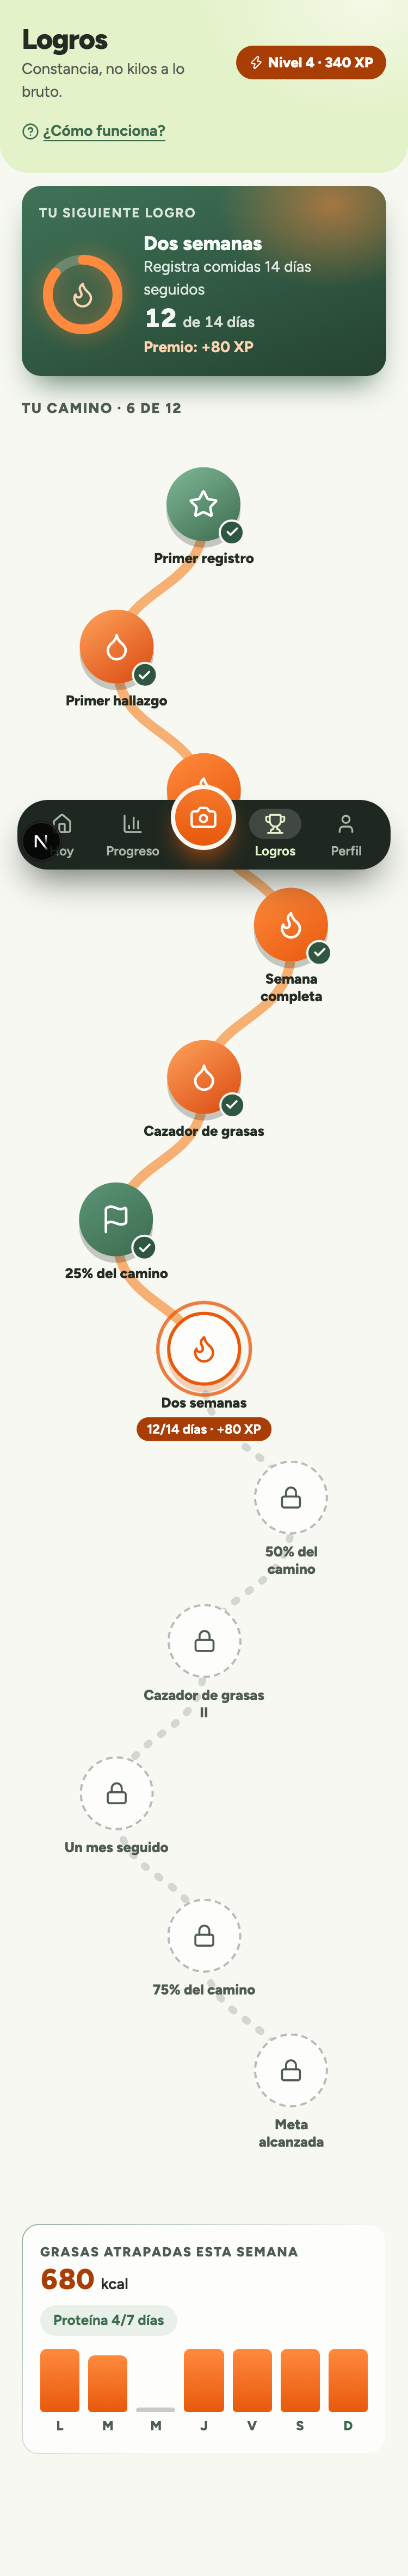 Logros
Constancia, no kilos a lo
bruto.
Nivel 4 · 340 XP
¿Cómo funciona?
TU SIGUIENTE LOGRO
Dos semanas
Registra comidas 14 días
seguidos
12 de 14 días
Premio: +80 XP
TU CAMINO · 6 DE 12
Primer registro
Primer hallazgo
N
Hoy
Progreso
Logros
Perfil
Semana
completa
Cazador de grasas
25% del camino
Dos semanas
12/14 días · +80 XP
50% del
camino
Cazador de grasas
II
Un mes seguido
75% del camino
Meta
alcanzada
GRASAS ATRAPADAS ESTA SEMANA
680 kcal
Proteína 4/7 días
L M M J V S D